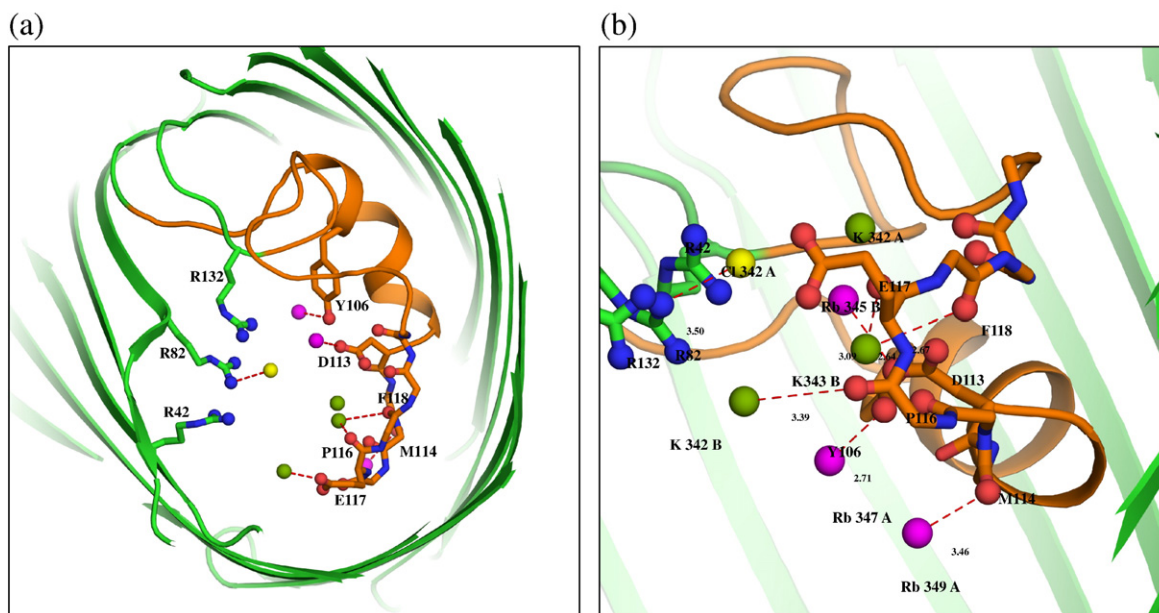 (a)
R132
Y106
R82
D113
R42
F118
P116
M114
E117
(b)
R42
K 342 A
Cl 342 A
E117
Rb 345 B
3.50
F118
R132
R82
3.09
2.64
2.67
K343 B
D113
3.39
P116
K 342 B
Y106
2.71
M114
Rb 347 A
3.46
Rb 349 A